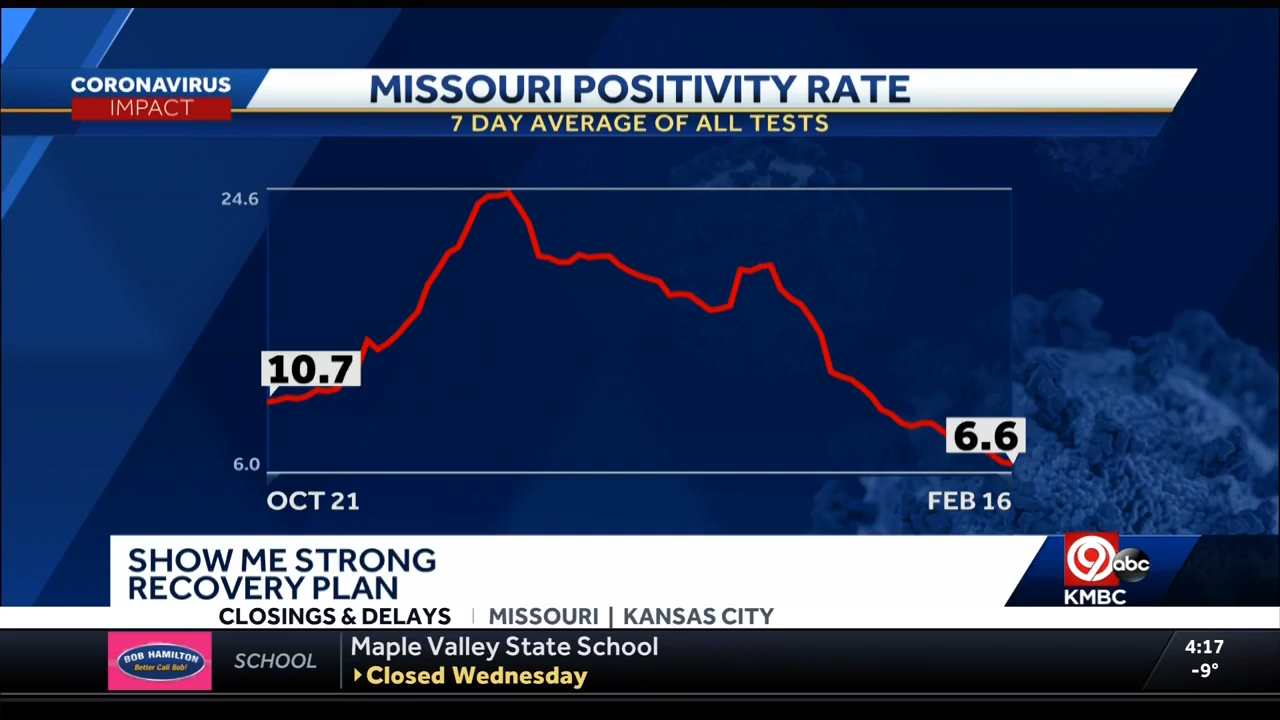 CORONAVIRUS
IMPACT
MISSOURI POSITIVITY RATE
7 DAY AVERAGE OF ALL TESTS
24.6
10.7
6.6
6.0
OCT 21
FEB 16
SHOW ME STRONG
RECOVERY PLAN
9 abc
KMBC
CLOSINGS & DELAYS | MISSOURI | KANSAS CITY
BOB HAMILTON
Better Call Bob!
SCHOOL
Maple Valley State School
Closed Wednesday
4:17
-9°